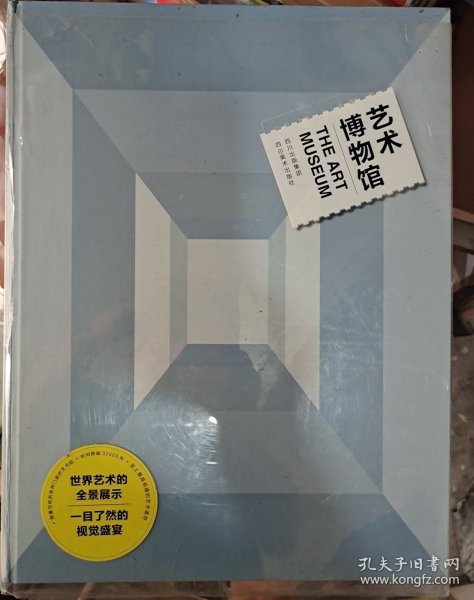 艺术
博物馆
THE ART
MUSEUM
四川出版集团
四川美术出版社
世界艺术的
全景展示
一目了然的
视觉盛宴
孔夫子旧书网
www.kongfz.com